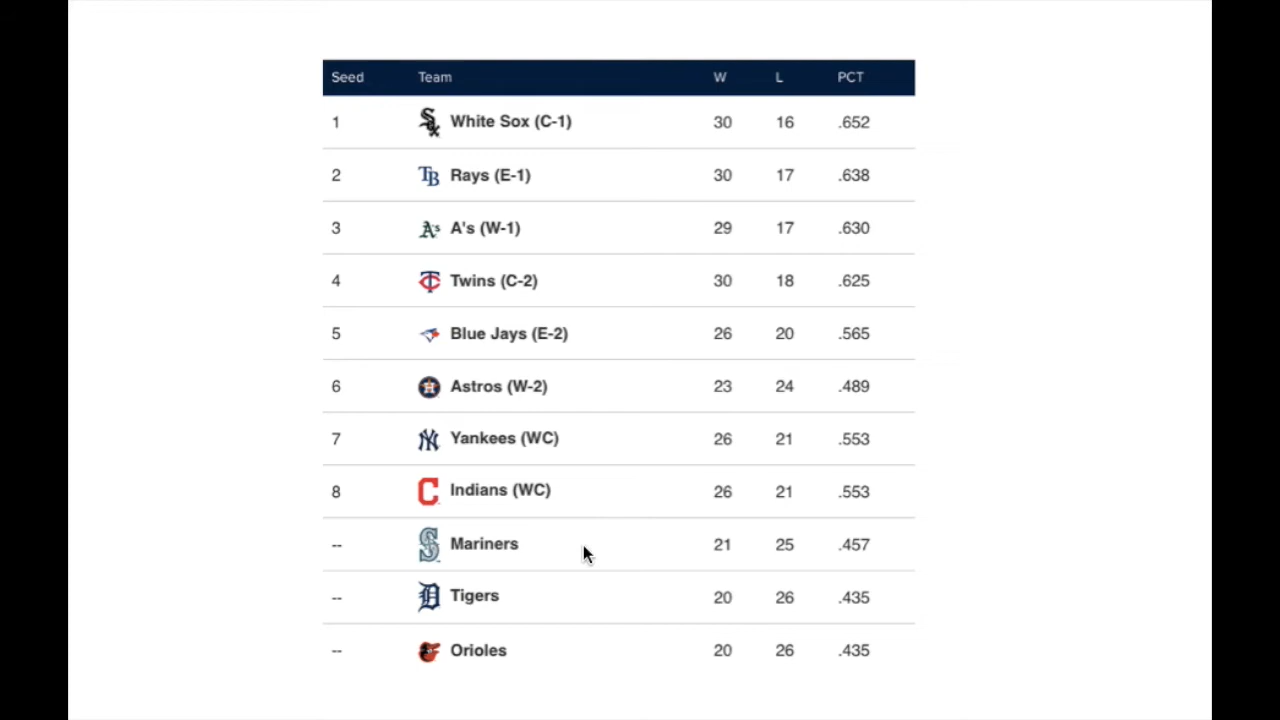 Seed Team W L PCT
1 White Sox (C-1) 30 16 .652
2 Rays (E-1) 30 17 .638
3 A's (W-1) 29 17 .630
4 Twins (C-2) 30 18 .625
5 Blue Jays (E-2) 26 20 .565
6 Astros (W-2) 23 24 .489
7 Yankees (WC) 26 21 .553
8 Indians (WC) 26 21 .553
-- Mariners 21 25 .457
-- Tigers 20 26 .435
-- Orioles 20 26 .435